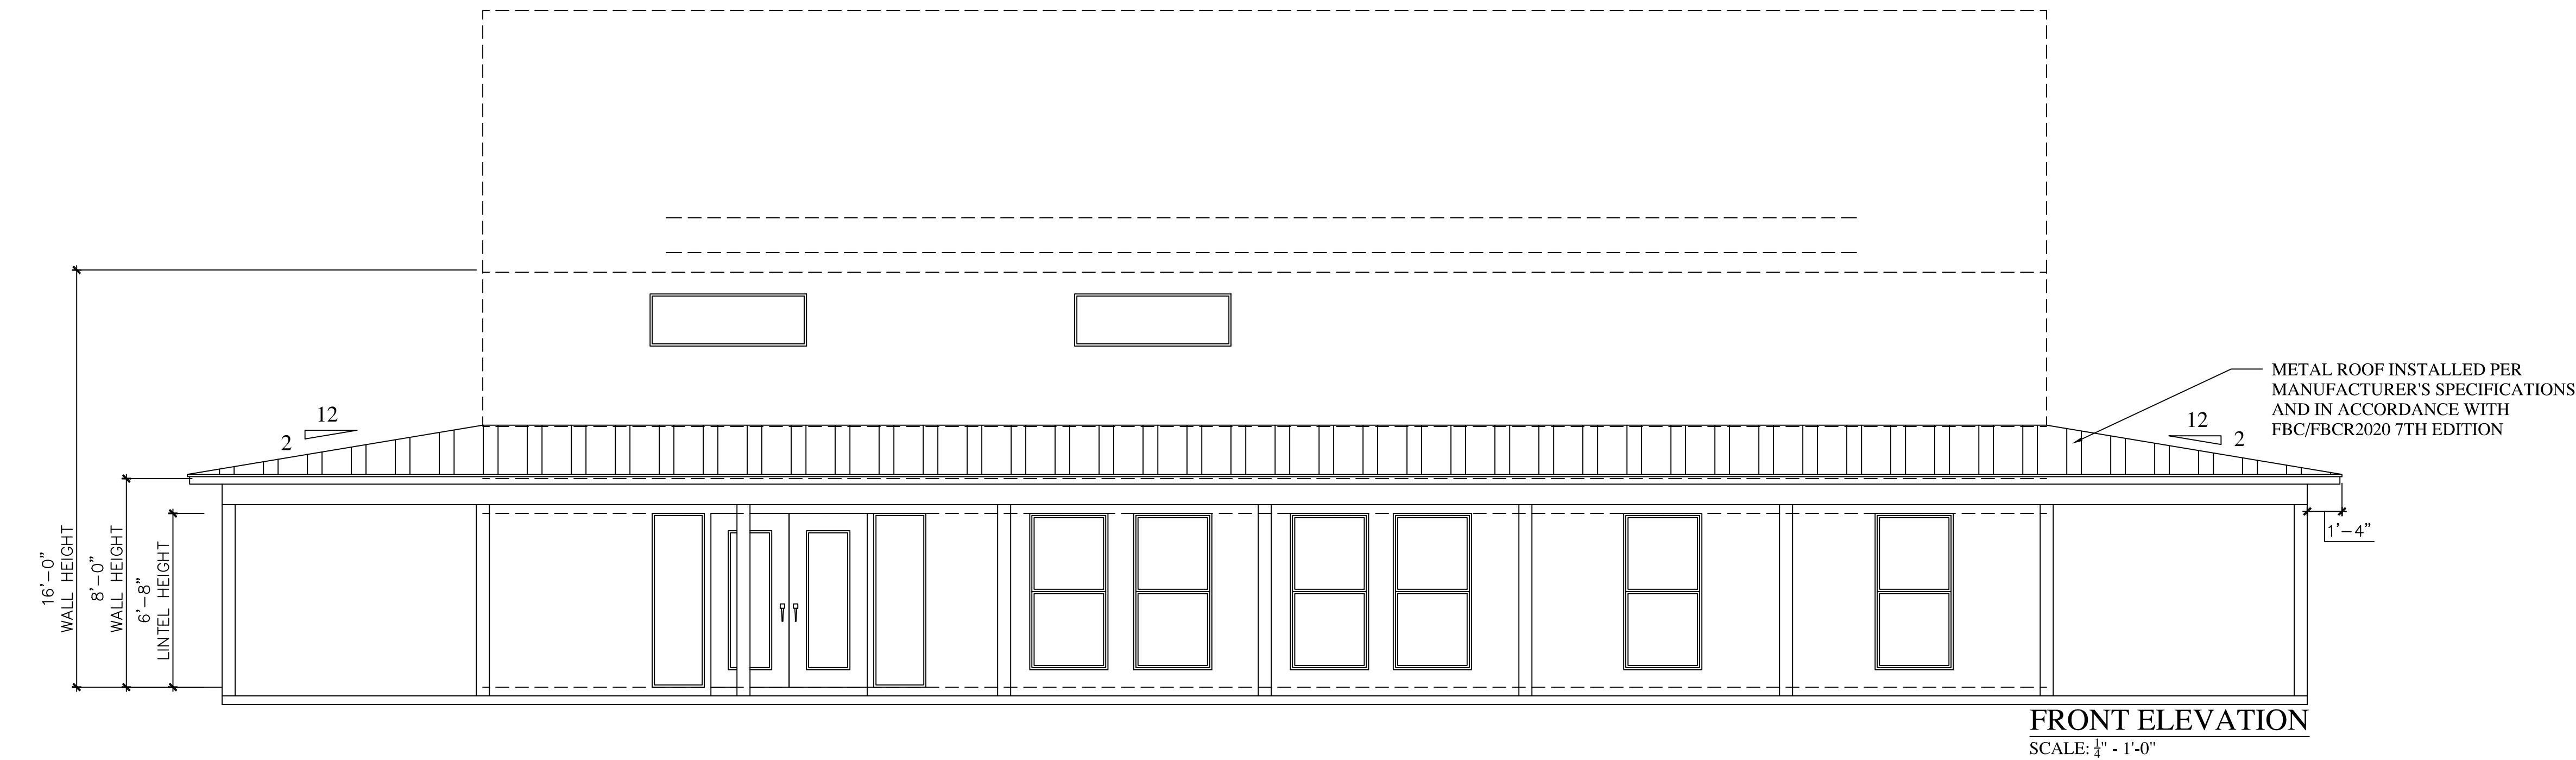 12
2
16'-0"
WALL HEIGHT
8'-0"
WALL HEIGHT
6'-8"
LINTEL HEIGHT
METAL ROOF INSTALLED PER
MANUFACTURER'S SPECIFICATIONS
AND IN ACCORDANCE WITH
FBC/FBCR2020 7TH EDITION
12
2
1'-4"
FRONT ELEVATION
SCALE: 1/4" - 1'-0"